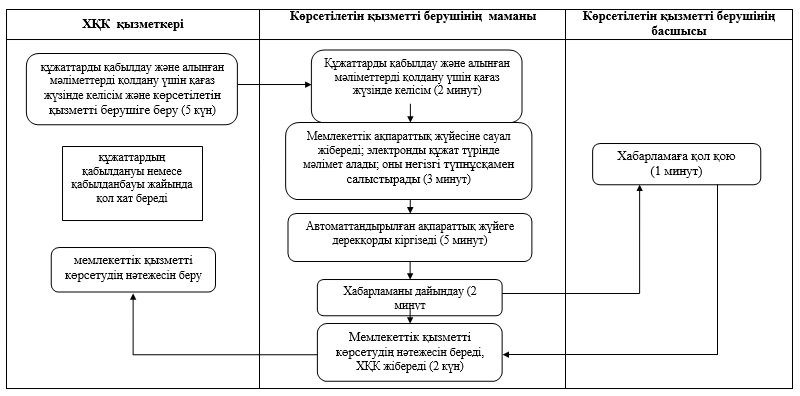 ХҚК қызметкері
Көрсетілетін қызметті берушінің маманы
Көрсетілетін қызметті берушінің
басшысы
құжаттарды қабылдау және алынған
мәліметтерді қолдану үшін қағаз
жүзінде келісім және көрсетілетін
қызметті берушіге беру (5 күн)
құжаттардың
қабылдануы немесе
қабылданбауы жайында
қол хат береді
мемлекеттік қызметті
көрсетудің нәтежесін беру
Құжаттарды қабылдау және алынған
мәліметтерді қолдану үшін қағаз
жүзінде келісім (2 минут)
Мемлекеттік ақпараттық жүйесіне сауал
жібереді; электронды құжат түрінде
мәлімет алады; оны негізгі түпнұсқамен
салыстырады (3 минут)
Автоматтандырылған ақпараттық жүйеге
дерекқорды кіргізеді (5 минут)
Хабарламаны дайындау (2
минут
Мемлекеттік қызметті
көрсетудің нәтежесін береді,
ХҚК жібереді (2 күн)
Хабарламаға қол қою
(1 минут)